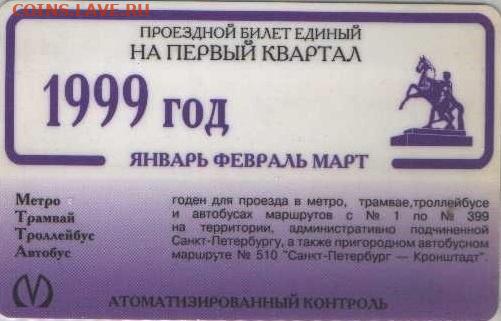 COINS.LAVE.RU
ПРОЕЗДНОЙ БИЛЕТ ЕДИНЫЙ
НА ПЕРВЫЙ КВАРТАЛ
1999 ГОД
ЯНВАРЬ ФЕВРАЛЬ МАРТ
Метро
Трамвай
Троллейбус
Автобус
годен для проезда в метро, трамвае,троллейбусе
и автобусах маршрутов с № 1 по № 399
на территории, административно подчиненной
Санкт-Петербургу, а также пригородном автобусном
маршруте № 510 "Санкт-Петербург — Кронштадт".
АТОМАТИЗИРОВАННЫЙ КОНТРОЛЬ